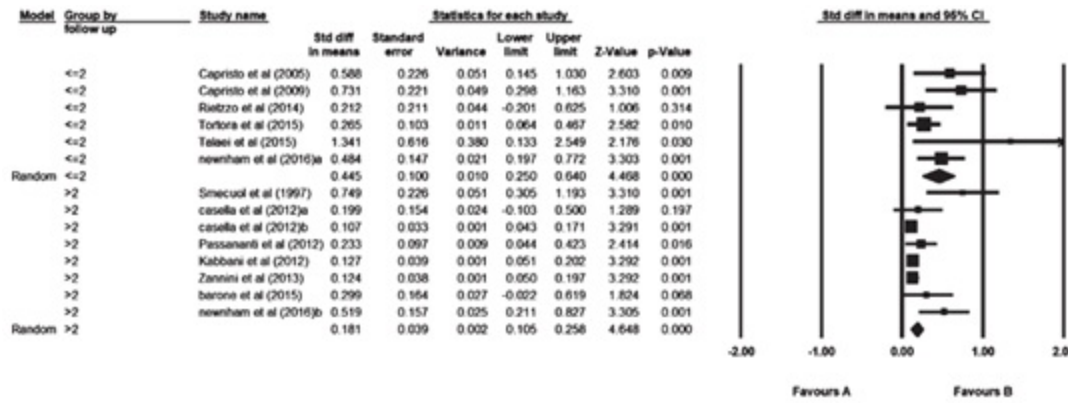 Model Group by follow up Study name Statistics for each study Std diff in means and 95% CI
Std diff in means Standard error Variance Lower limit Upper limit Z-Value p-Value
<=2 Capristo et al (2005) 0.588 0.226 0.051 0.145 1.030 2.603 0.009
<=2 Capristo et al (2009) 0.731 0.221 0.049 0.298 1.163 3.310 0.001
<=2 Rietzzo et al (2014) 0.212 0.211 0.044 -0.201 0.625 1.006 0.314
<=2 Tortora et al (2015) 0.265 0.103 0.011 0.064 0.467 2.582 0.010
<=2 Talaei et al (2015) 1.341 0.616 0.380 0.133 2.549 2.176 0.030
<=2 newnham et al (2016)a 0.484 0.147 0.021 0.197 0.772 3.303 0.001
Random <=2 0.445 0.100 0.010 0.250 0.640 4.468 0.000
>2 Smecuol et al (1997) 0.749 0.226 0.051 0.305 1.193 3.310 0.001
>2 casella et al (2012)a 0.199 0.154 0.024 -0.103 0.500 1.289 0.197
>2 casella et al (2012)b 0.107 0.033 0.001 0.043 0.171 3.291 0.001
>2 Passananti et al (2012) 0.233 0.097 0.009 0.044 0.423 2.414 0.016
>2 Kabbani et al (2012) 0.127 0.039 0.001 0.051 0.202 3.292 0.001
>2 Zannini et al (2013) 0.124 0.038 0.001 0.050 0.197 3.292 0.001
>2 barone et al (2015) 0.299 0.164 0.027 -0.022 0.619 1.824 0.068
>2 newnham et al (2016)b 0.519 0.157 0.025 0.211 0.827 3.305 0.001
Random >2 0.181 0.039 0.002 0.105 0.258 4.648 0.000
-2.00 -1.00 0.00 1.00 2.0
Favours A Favours B